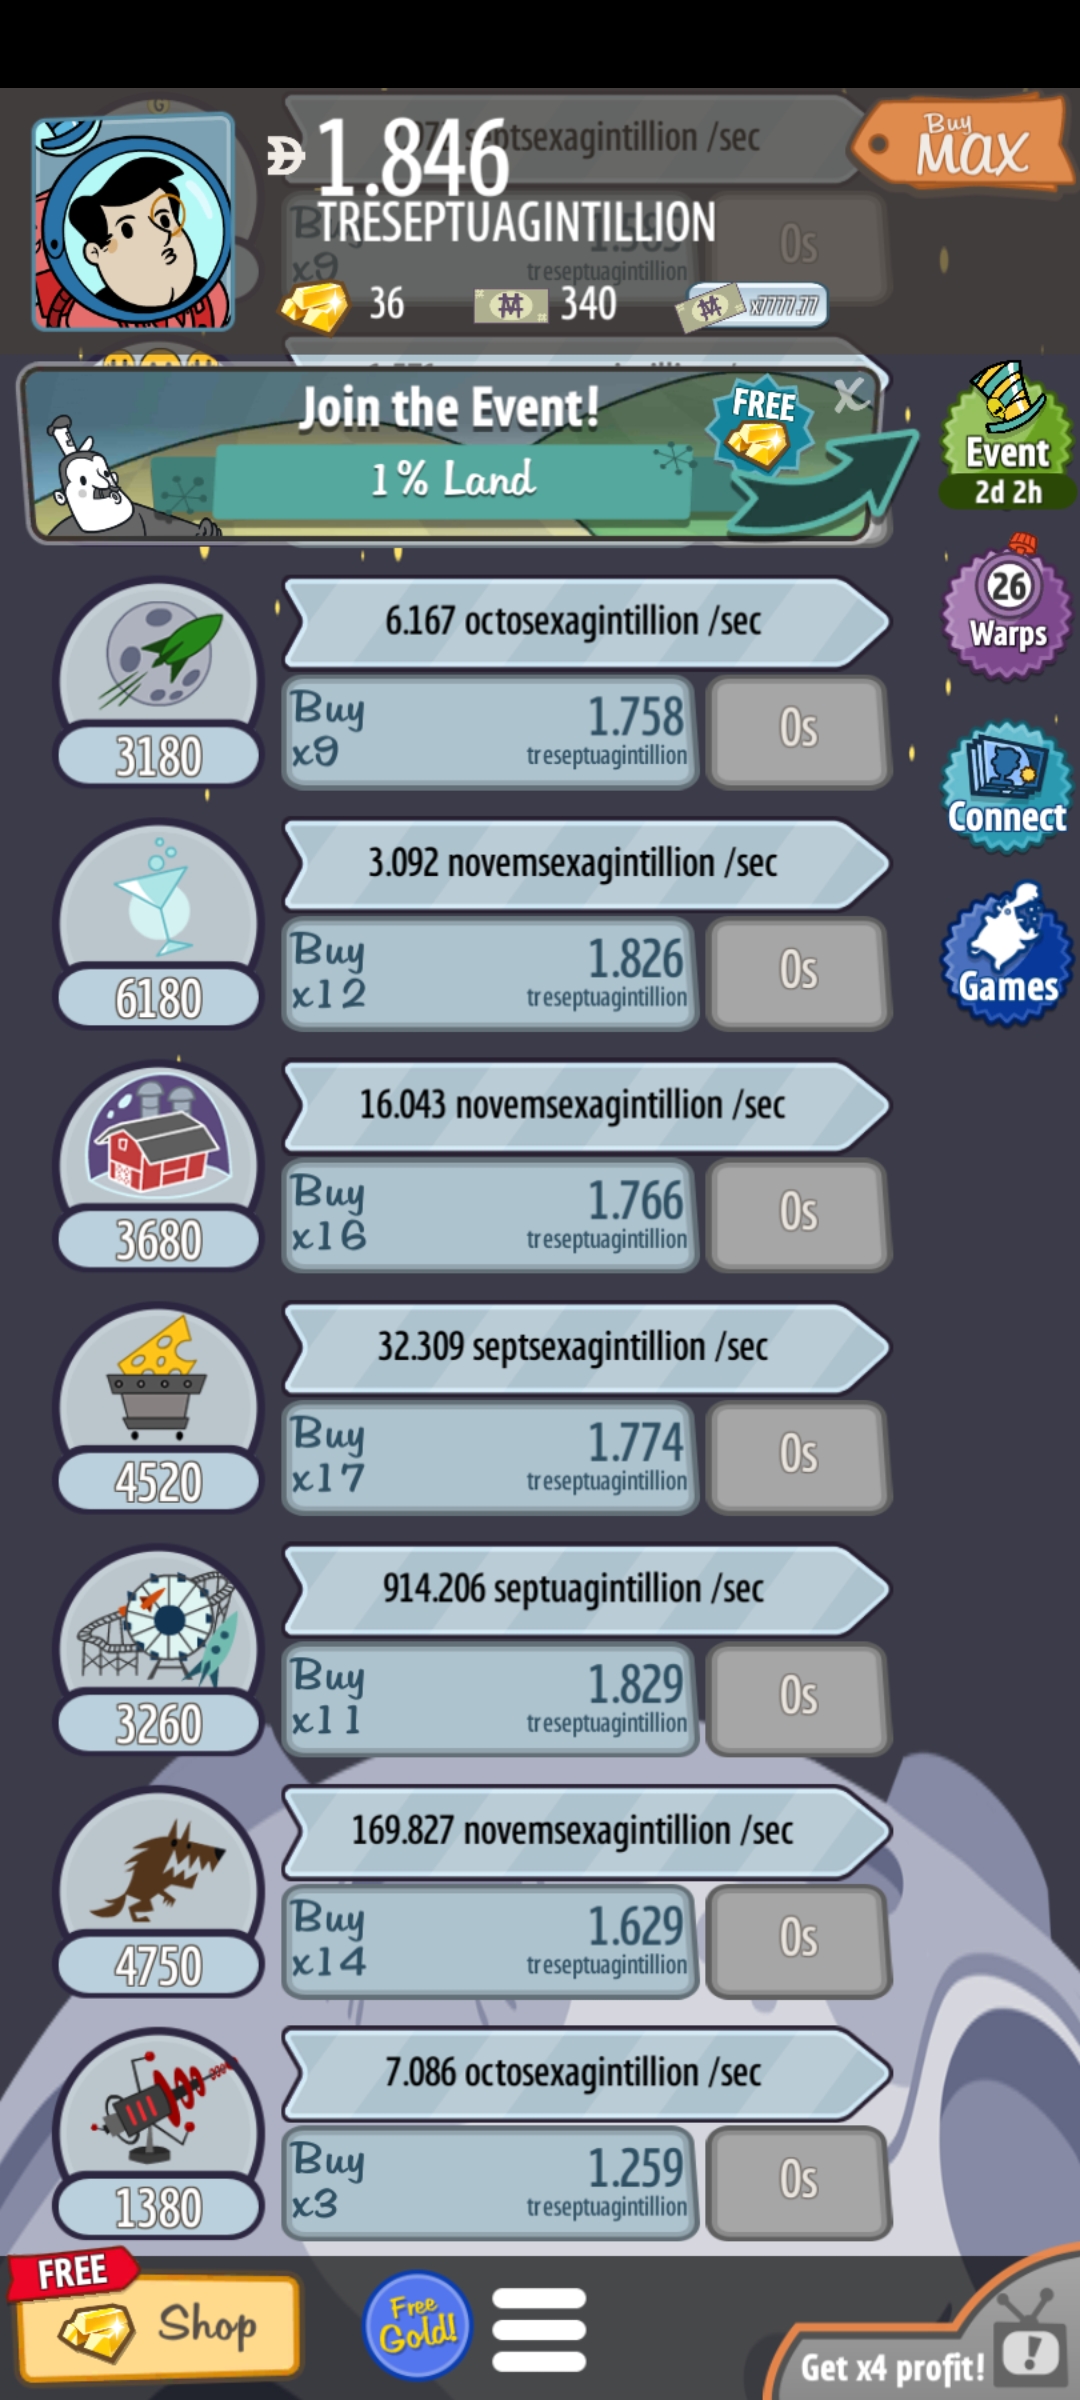 septsexagintillion /sec
1.846
TRESEPTUAGINTILLION
Buy
MAX
x9
treseptuagintillion
0s
36
340
x7777.77
Join the Event!
1% Land
FREE
X
Event
2d 2h
26
Warps
Connect
Games
6.167 octosexagintillion /sec
3180
Buy
x9
1.758
treseptuagintillion
0s
3.092 novemsexagintillion /sec
6180
Buy
x12
1.826
treseptuagintillion
0s
16.043 novemsexagintillion /sec
3680
Buy
x16
1.766
treseptuagintillion
0s
32.309 septsexagintillion /sec
4520
Buy
x17
1.774
treseptuagintillion
0s
914.206 septuagintillion /sec
3260
Buy
x11
1.829
treseptuagintillion
0s
169.827 novemsexagintillion /sec
4750
Buy
x14
1.629
treseptuagintillion
0s
7.086 octosexagintillion /sec
1380
Buy
x3
1.259
treseptuagintillion
0s
FREE
Shop
Free
Gold!
Get x4 profit!